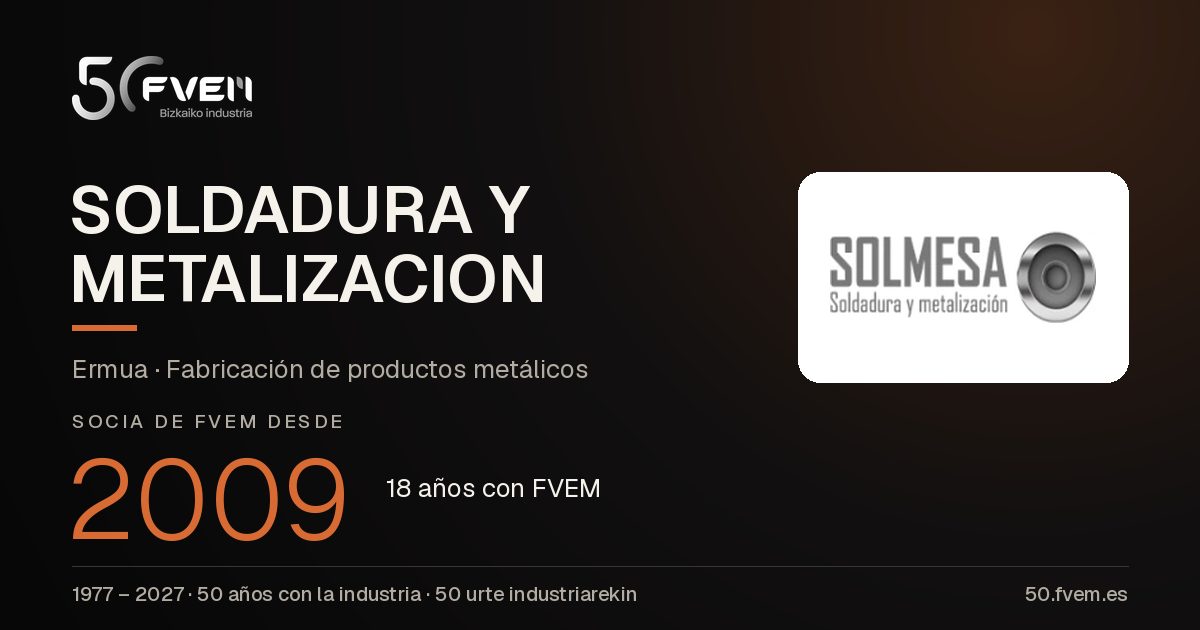 50 FVEM
Bizkaiko industria
SOLDADURA Y
METALIZACION
SOLMESA
Soldadura y metalización
Ermua · Fabricación de productos metálicos
SOCIA DE FVEM DESDE
2009
18 años con FVEM
1977 – 2027 · 50 años con la industria · 50 urte industriarekin
50.fvem.es